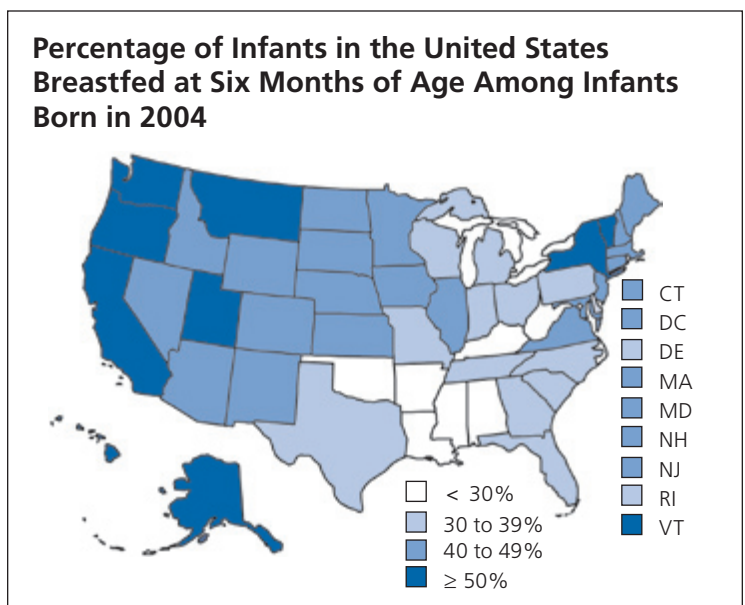 Percentage of Infants in the United States
Breastfed at Six Months of Age Among Infants
Born in 2004
CT
DC
DE
MA
MD
NH
NJ
RI
VT
< 30%
30 to 39%
40 to 49%
≥ 50%